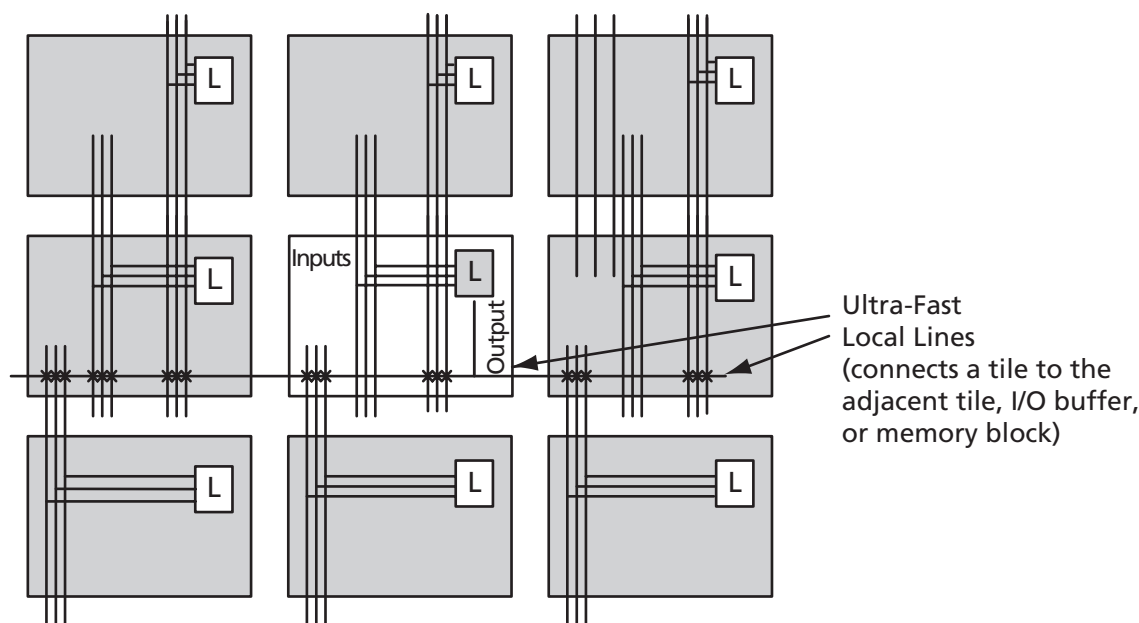 L
L
L
L
Inputs
L
Output
L
Ultra-Fast
Local Lines
(connects a tile to the
adjacent tile, I/O buffer,
or memory block)
L
L
L